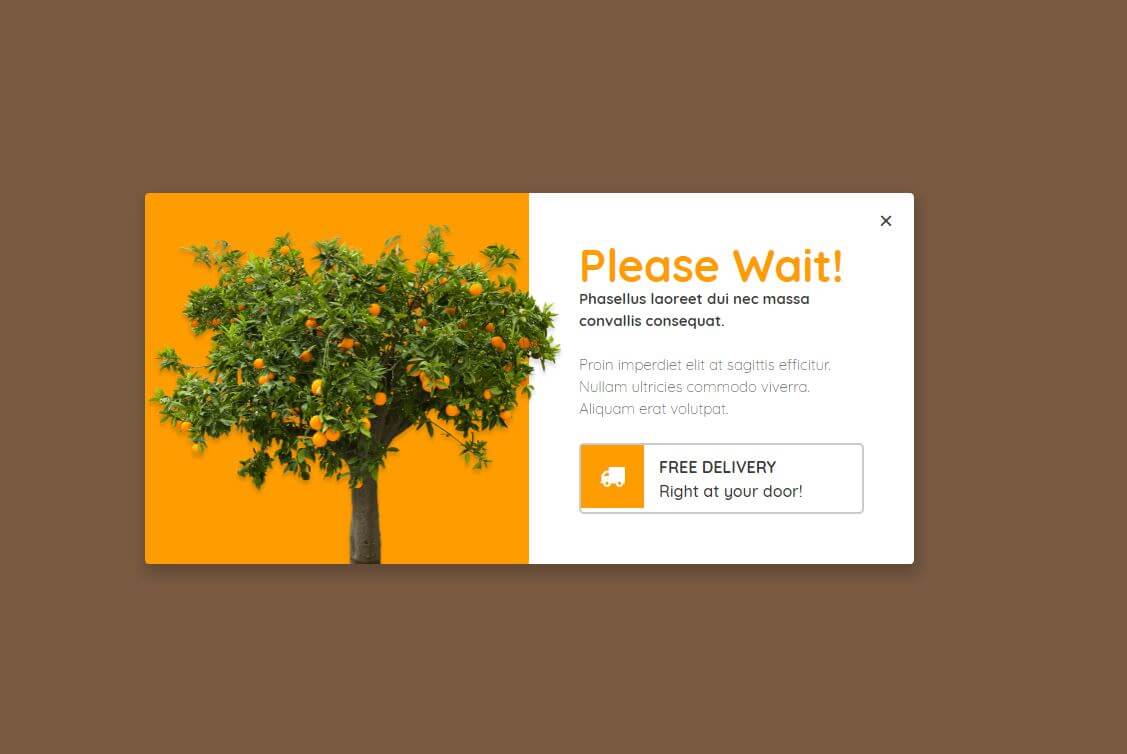 Please Wait!
Phasellus laoreet dui nec massa
convallis consequat.
Proin imperdiet elit at sagittis efficitur.
Nullam ultricies commodo viverra.
Aliquam erat volutpat.
FREE DELIVERY
Right at your door!